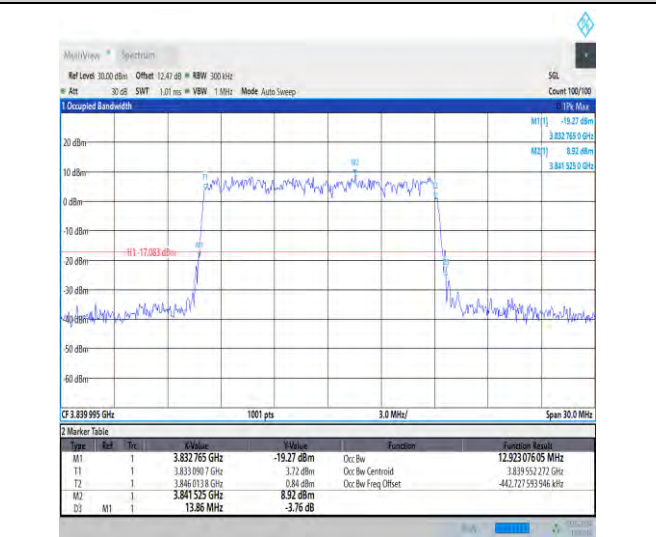 MultiView Spectrum
Ref Level 30.00 dBm Offset 12.47 dB RBW 300 kHz SGL
Att 30 dB SWT 1.01 ms VBW 1 MHz Mode Auto Sweep Count 100/100
1 Occupied Bandwidth 1Pk Max
M1[1] -19.27 dBm
3.832 765 0 GHz
M2[1] 8.92 dBm
3.841 525 0 GHz
20 dBm
10 dBm
M2
T1
T2
0 dBm
-10 dBm
M1
H1 -17.083 dBm
-20 dBm
D3
-30 dBm
-40 dBm
-50 dBm
-60 dBm
CF 3.839 995 GHz 1001 pts 3.0 MHz/ Span 30.0 MHz
2 Marker Table
Type Ref Trc X-Value Y-Value Function Function Result
M1 1 3.832 765 GHz -19.27 dBm Occ Bw 12.923 076 05 MHz
T1 1 3.833 090 7 GHz 3.72 dBm Occ Bw Centroid 3.839 552 272 GHz
T2 1 3.846 013 8 GHz 0.84 dBm Occ Bw Freq Offset -442.727 593 946 kHz
M2 1 3.841 525 GHz 8.92 dBm
D3 M1 1 13.86 MHz -3.76 dB